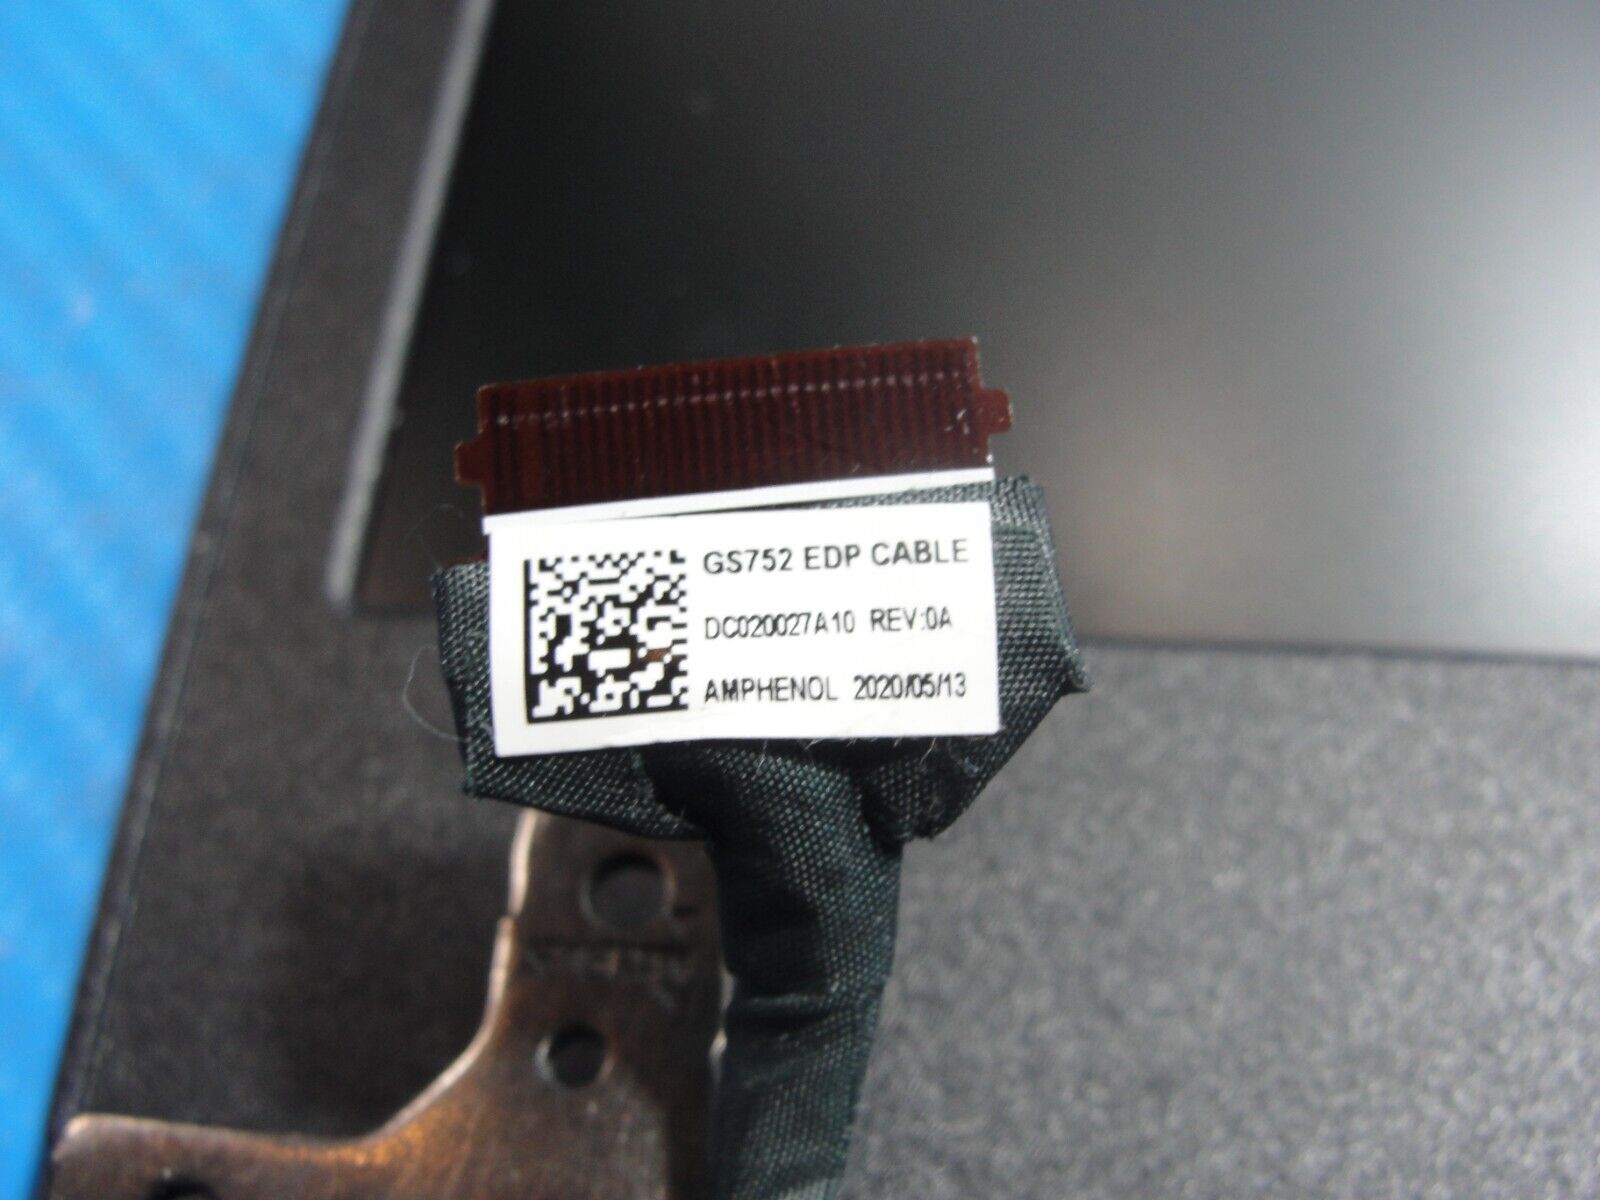 GS752 EDP CABLE
DC020027A10 REV:0A
AMPHENOL 2020/05/13